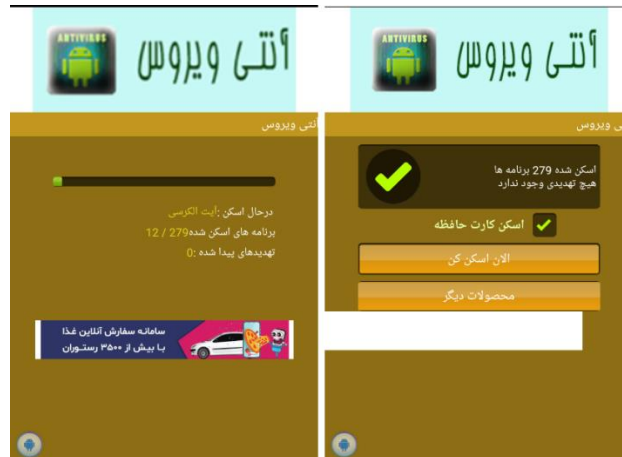 ANTIVIRUS
آنتی ویروس
آنتی ویروس
درحال اسکن :آیت الکرسی
برنامه های اسکن شده279 / 12
تهدیدهای پیدا شده :0
سامانه سفارش آنلاین غذا
با بیش از ۳۵۰۰ رستـوران
ANTIVIRUS
آنتی ویروس
ی ویروس
اسکن شده 279 برنامه ها
هیچ تهدیدی وجود ندارد
اسکن کارت حافظه
الان اسکن کن
محصولات دیگر